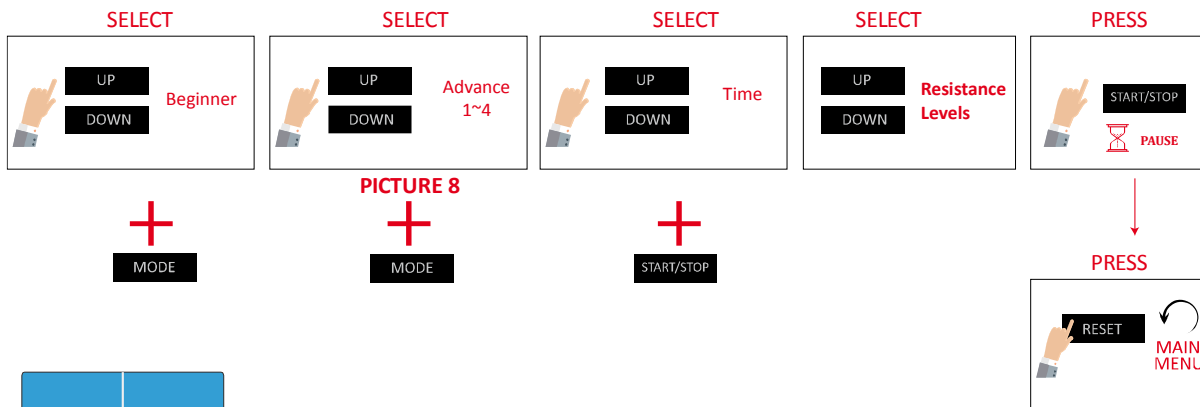 SELECT
UP
DOWN
Beginner
MODE
SELECT
UP
DOWN
Advance
1~4
PICTURE 8
MODE
SELECT
UP
DOWN
Time
START/STOP
SELECT
UP
DOWN
Resistance
Levels
PRESS
START/STOP
PAUSE
PRESS
RESET
MAIN
MENU